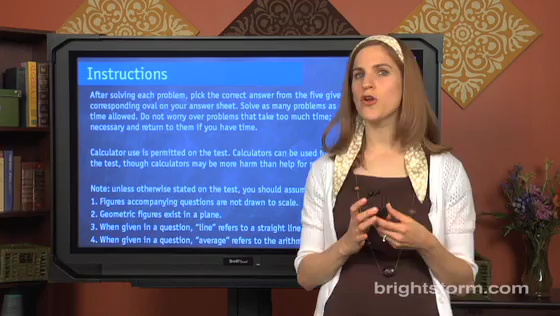 Instructions
After solving each problem, pick the correct answer from the five give
corresponding oval on your answer sheet. Solve as many problems as
time allowed. Do not worry over problems that take too much time;
necessary and return to them if you have time.
Calculator use is permitted on the test. Calculators can be used
the test, though calculators may be more harm than help for
Note: unless otherwise stated on the test, you should assum
1. Figures accompanying questions are not drawn to scale.
2. Geometric figures exist in a plane.
3. When given in a question, "line" refers to a straight line
4. When given in a question, "average" refers to the arithm
brightstorm.com